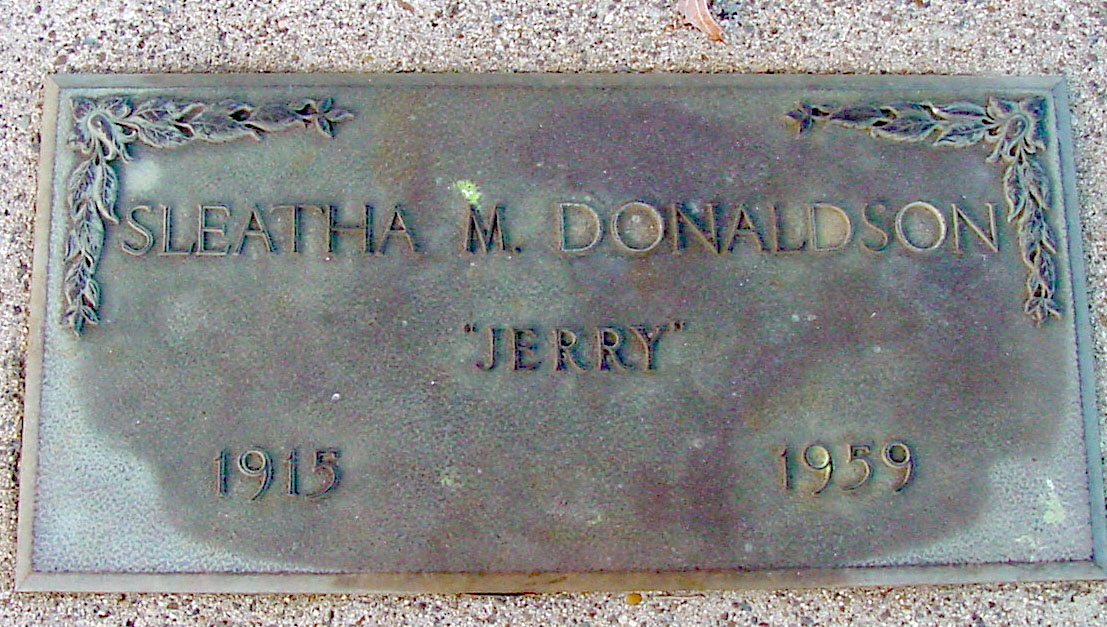 SLEATHA M. DONALDSON
"JERRY"
1915 1959